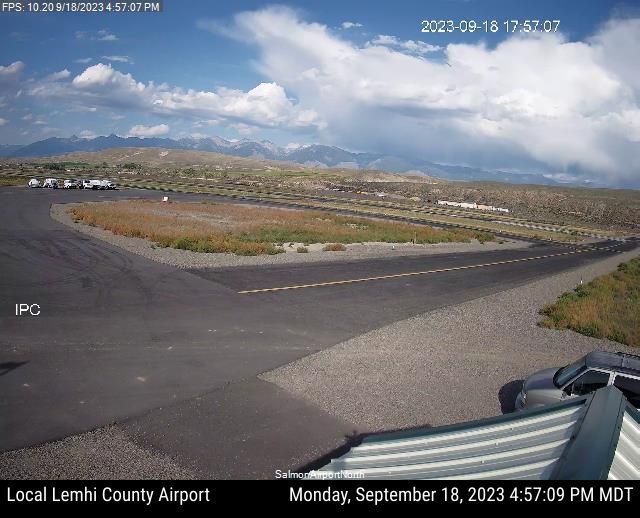 FPS: 10.20 9/18/2023 4:57:07 PM
2023-09-18 17:57:07
IPC
SalmonAirportNorth
Local Lemhi County Airport
Monday, September 18, 2023 4:57:09 PM MDT